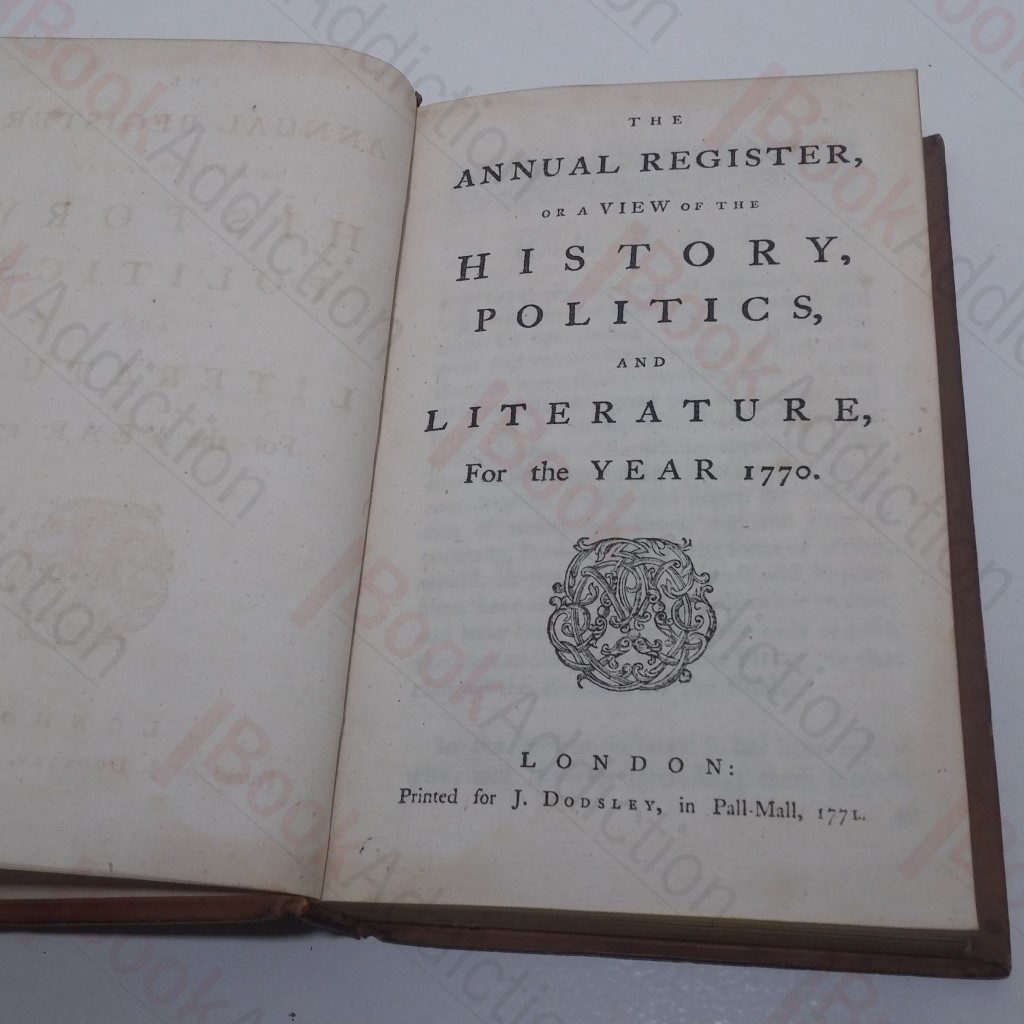 THE
ANNUAL REGISTER,
OR A VIEW OF THE
HISTORY,
POLITICS,
AND
LITERATURE,
For the YEAR 1770.
LONDON:
Printed for J. DODSLEY, in Pall-Mall, 1771.
BookAddiction